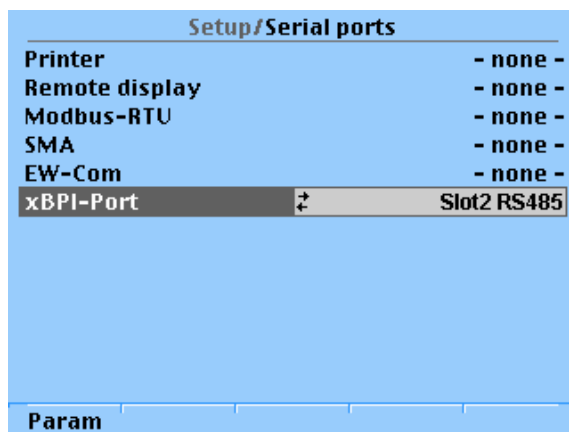 Setup/Serial ports
Printer - none -
Remote display - none -
Modbus-RTU - none -
SMA - none -
EW-Com - none -
xBPI-Port Slot2 RS485
Param